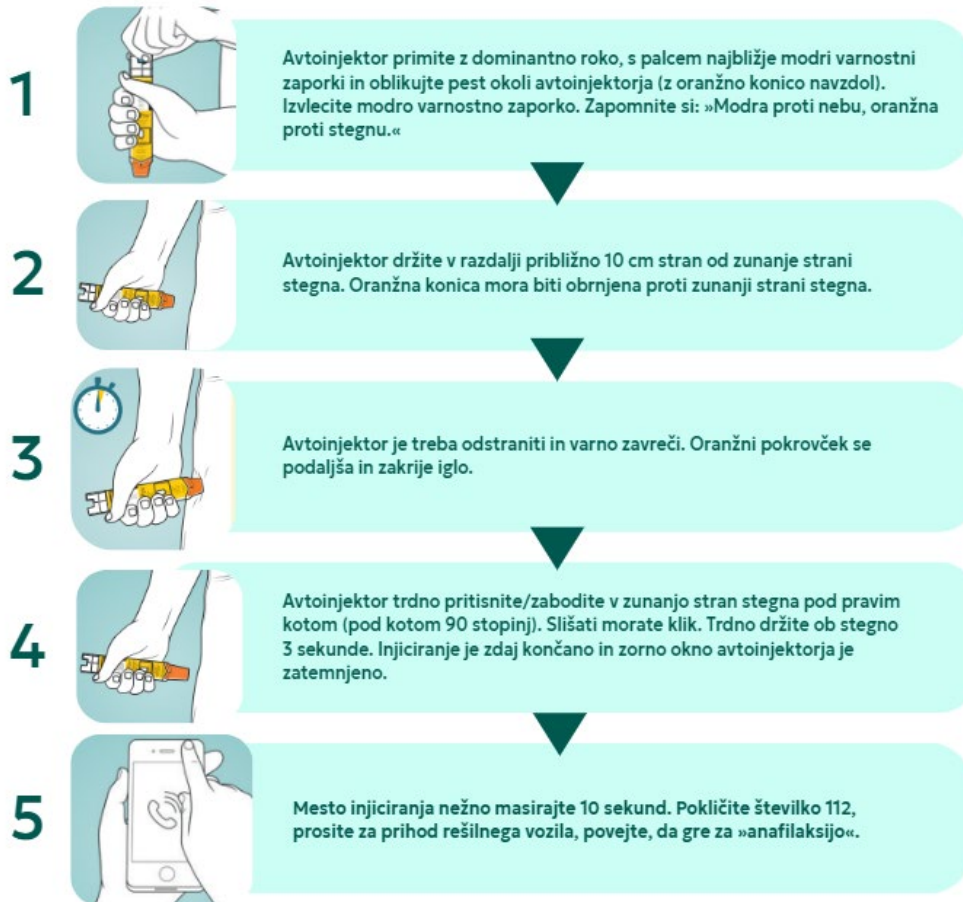 1
Avtoinjektor primite z dominantno roko, s palcem najbližje modri varnostni
zaporki in oblikujte pest okoli avtoinjektorja (z oranžno konico navzdol).
Izvlecite modro varnostno zaporko. Zapomnite si: »Modra proti nebu, oranžna
proti stegnu.«
2
Avtoinjektor držite v razdalji približno 10 cm stran od zunanje strani
stegna. Oranžna konica mora biti obrnjena proti zunanji strani stegna.
3
Avtoinjektor je treba odstraniti in varno zavreči. Oranžni pokrovček se
podaljša in zakrije iglo.
4
Avtoinjektor trdno pritisnite/zabodite v zunanjo stran stegna pod pravim
kotom (pod kotom 90 stopinj). Slišati morate klik. Trdno držite ob stegno
3 sekunde. Injiciranje je zdaj končano in zorno okno avtoinjektorja je
zatemnjeno.
5
Mesto injiciranja nežno masirajte 10 sekund. Pokličite številko 112,
prosite za prihod rešilnega vozila, povejte, da gre za »anafilaksijo«.